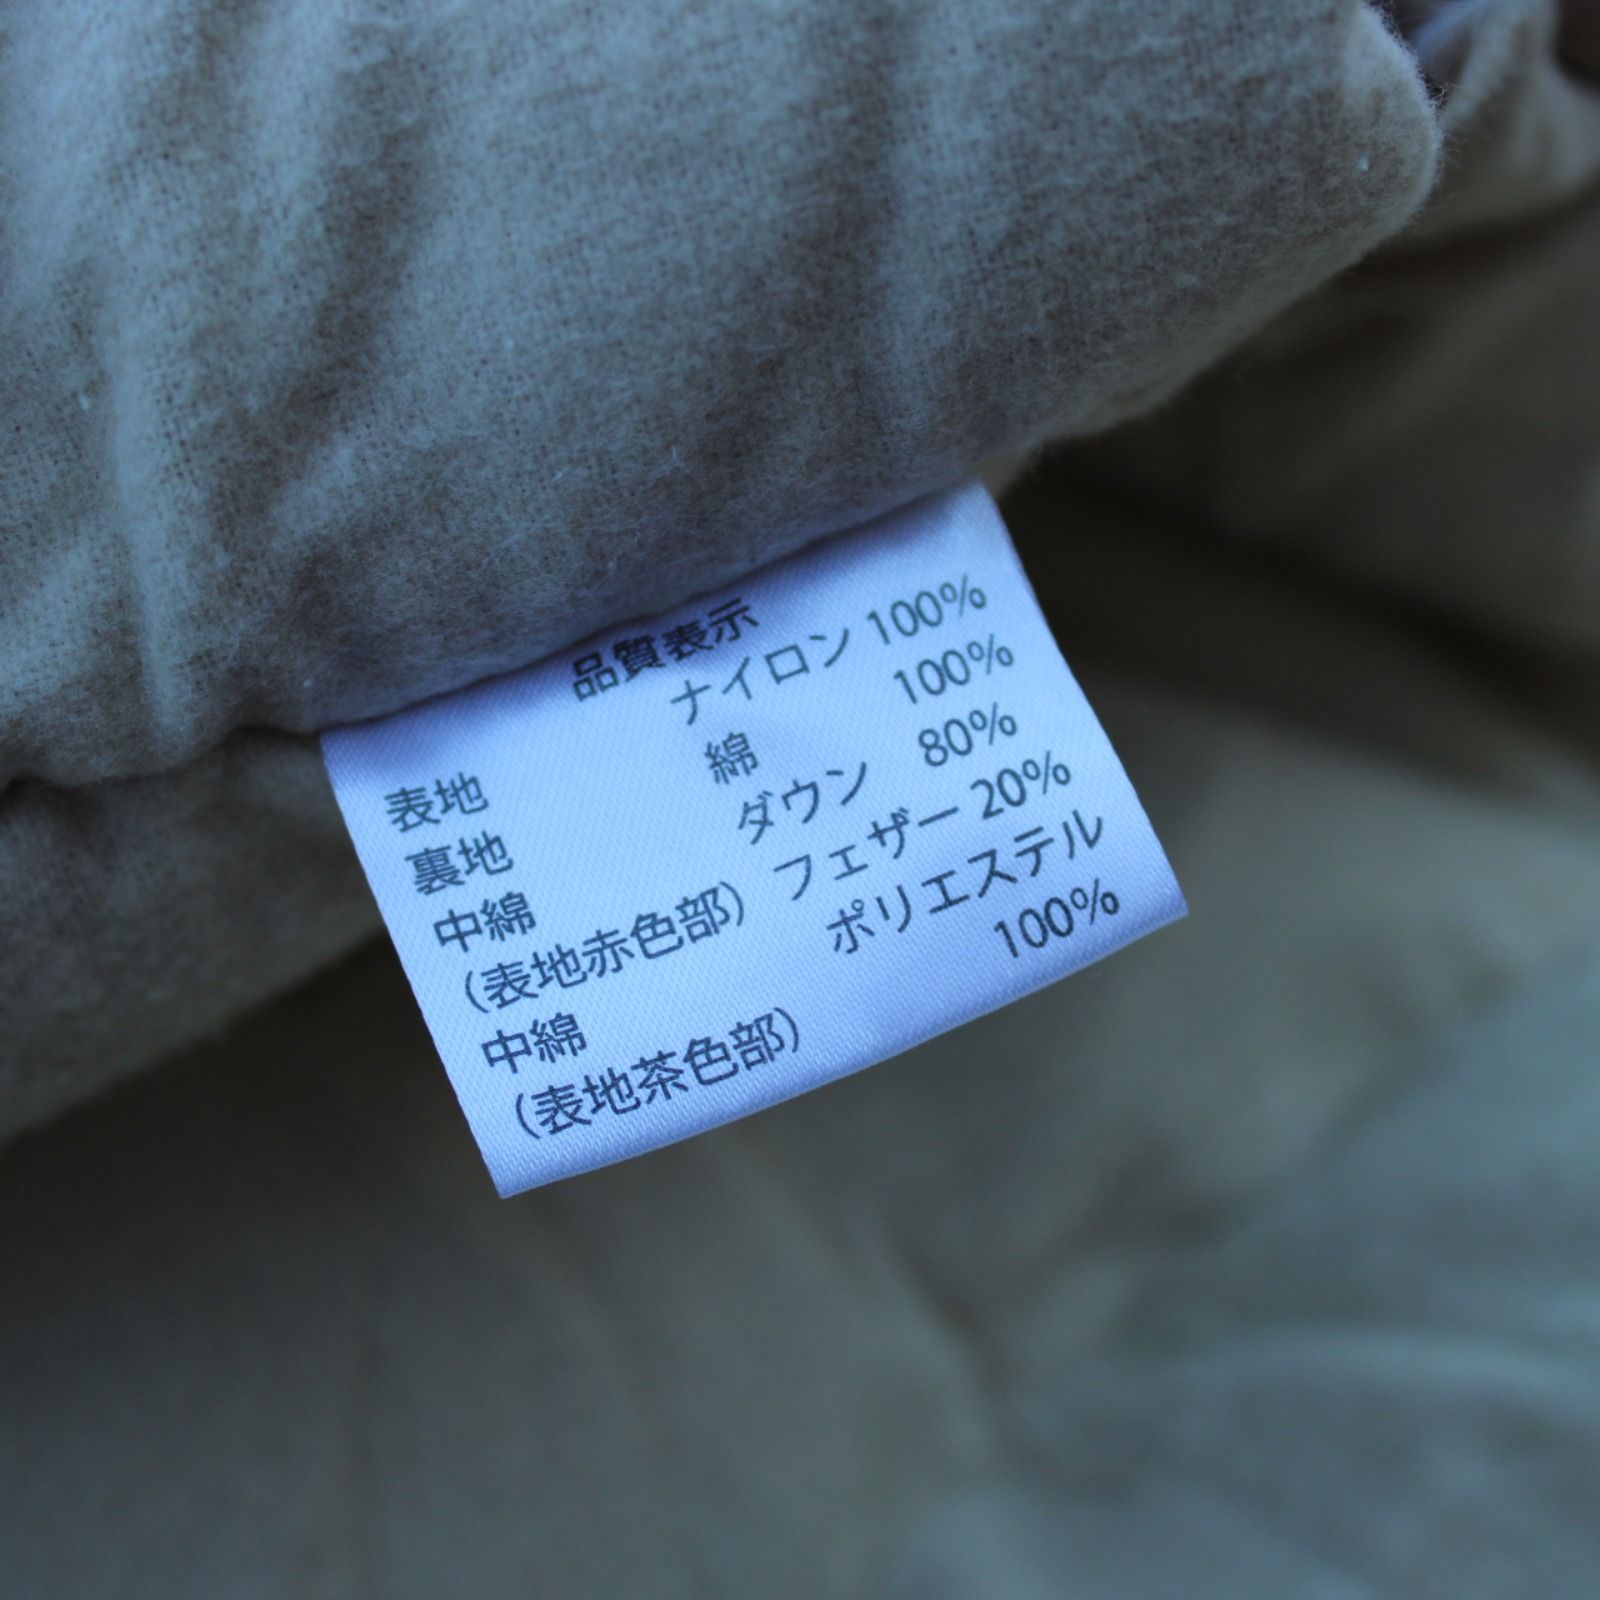 品質表示
表地 ナイロン 100%
裏地 綿 100%
中綿 ダウン 80%
(表地赤色部) フェザー 20%
中綿 ポリエステル
(表地茶色部) 100%